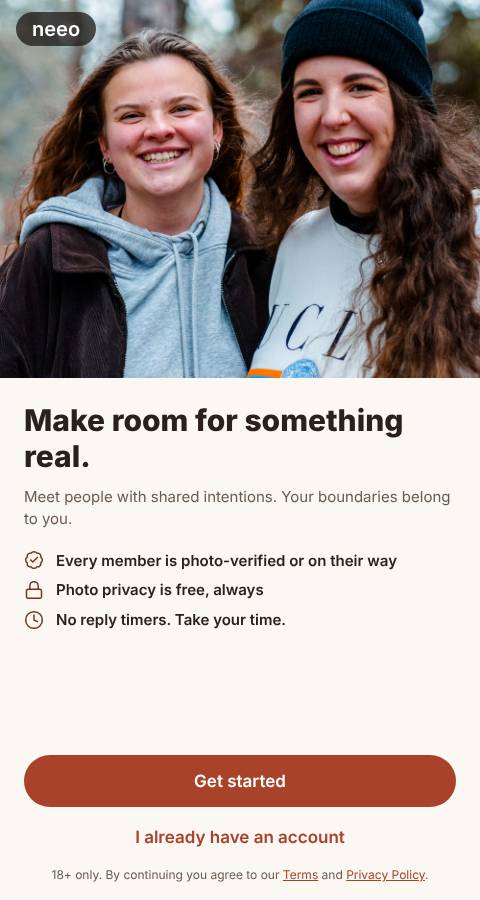 neeo
UCL
Make room for something
real.
Meet people with shared intentions. Your boundaries belong
to you.
Every member is photo-verified or on their way
Photo privacy is free, always
No reply timers. Take your time.
Get started
I already have an account
18+ only. By continuing you agree to our Terms and Privacy Policy.